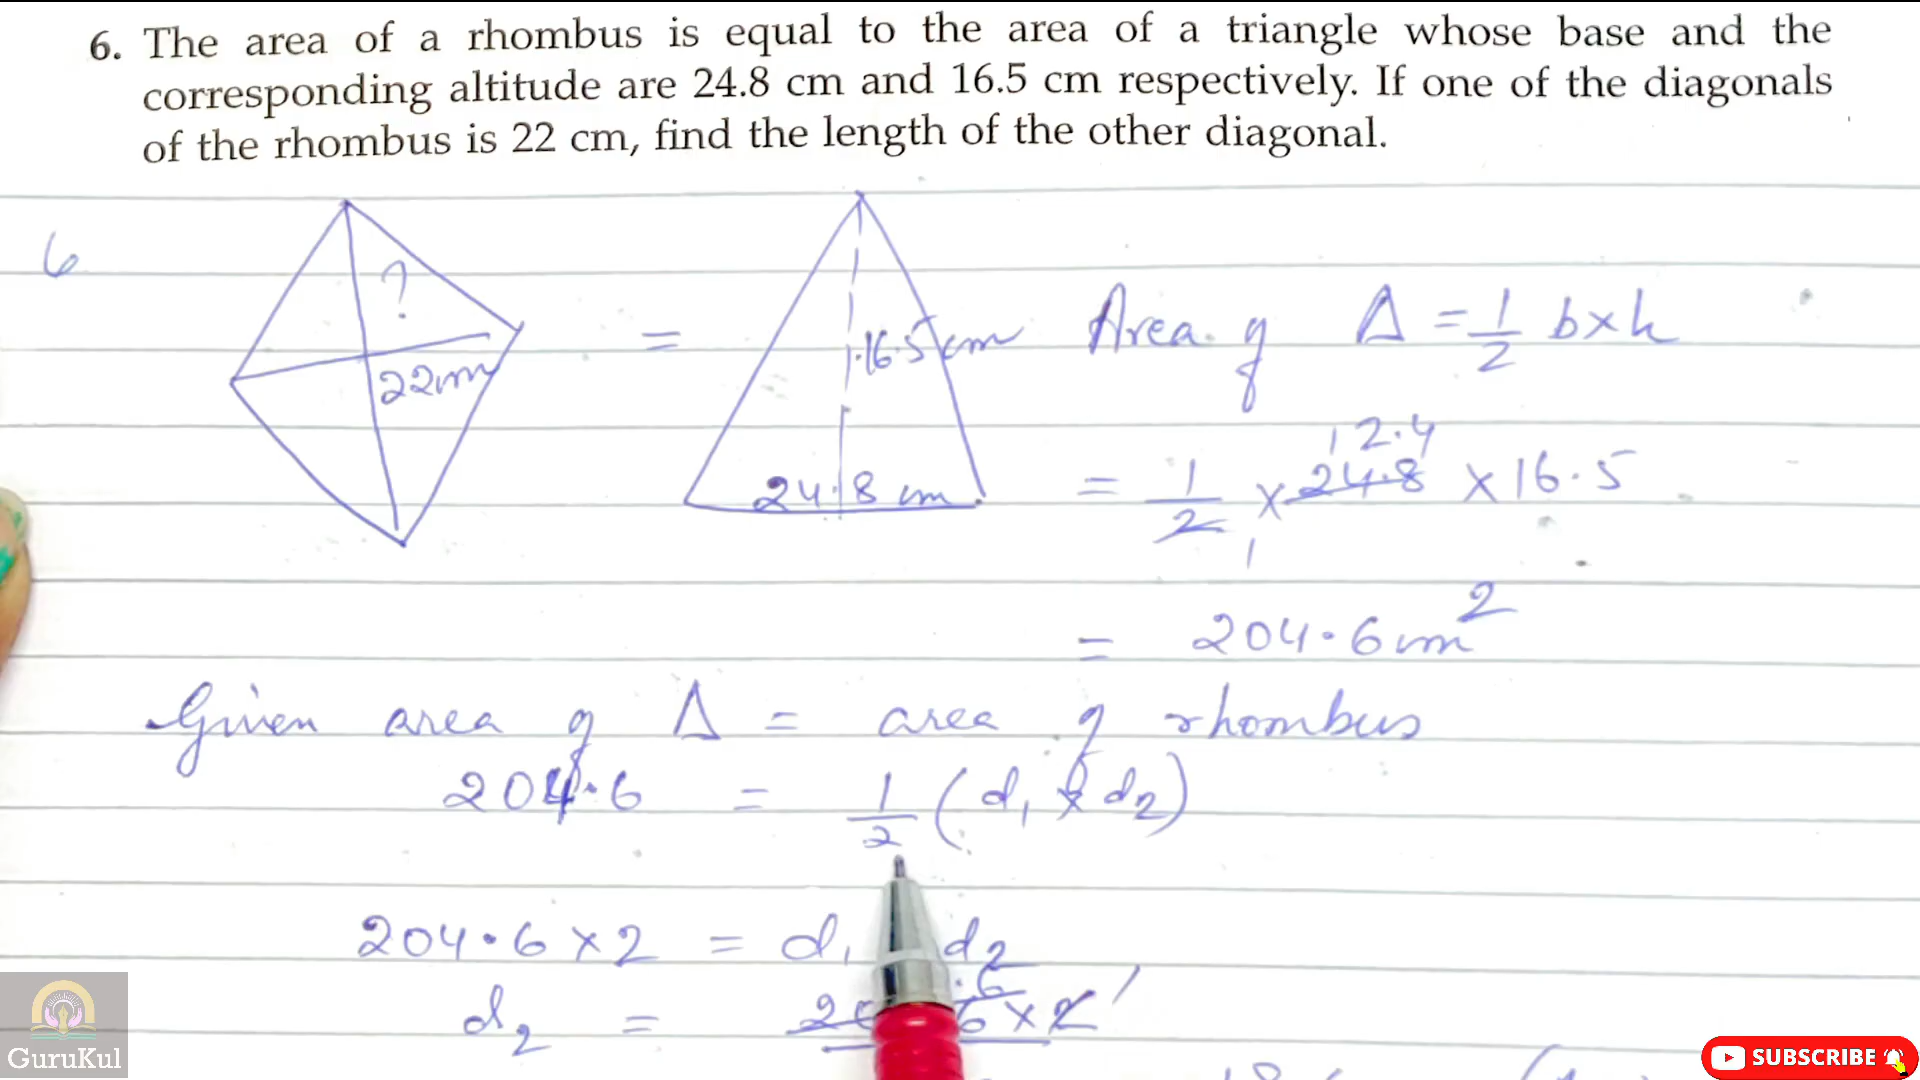 6. The area of a rhombus is equal to the area of a triangle whose base and the
corresponding altitude are 24.8 cm and 16.5 cm respectively. If one of the diagonals
of the rhombus is 22 cm, find the length of the other diagonal.
6
?
22cm
=
16.5cm
24.8 cm
Area of Δ = 1/2 b×h
12.4
= 1/2 × 24.8 × 16.5
1
= 204.6cm²
Given area of Δ = area of rhombus
204.6 = 1/2 (d₁ × d₂)
204.6 × 2 = d₁ d₂
d₂ = 6 × 2
GuruKul
SUBSCRIBE